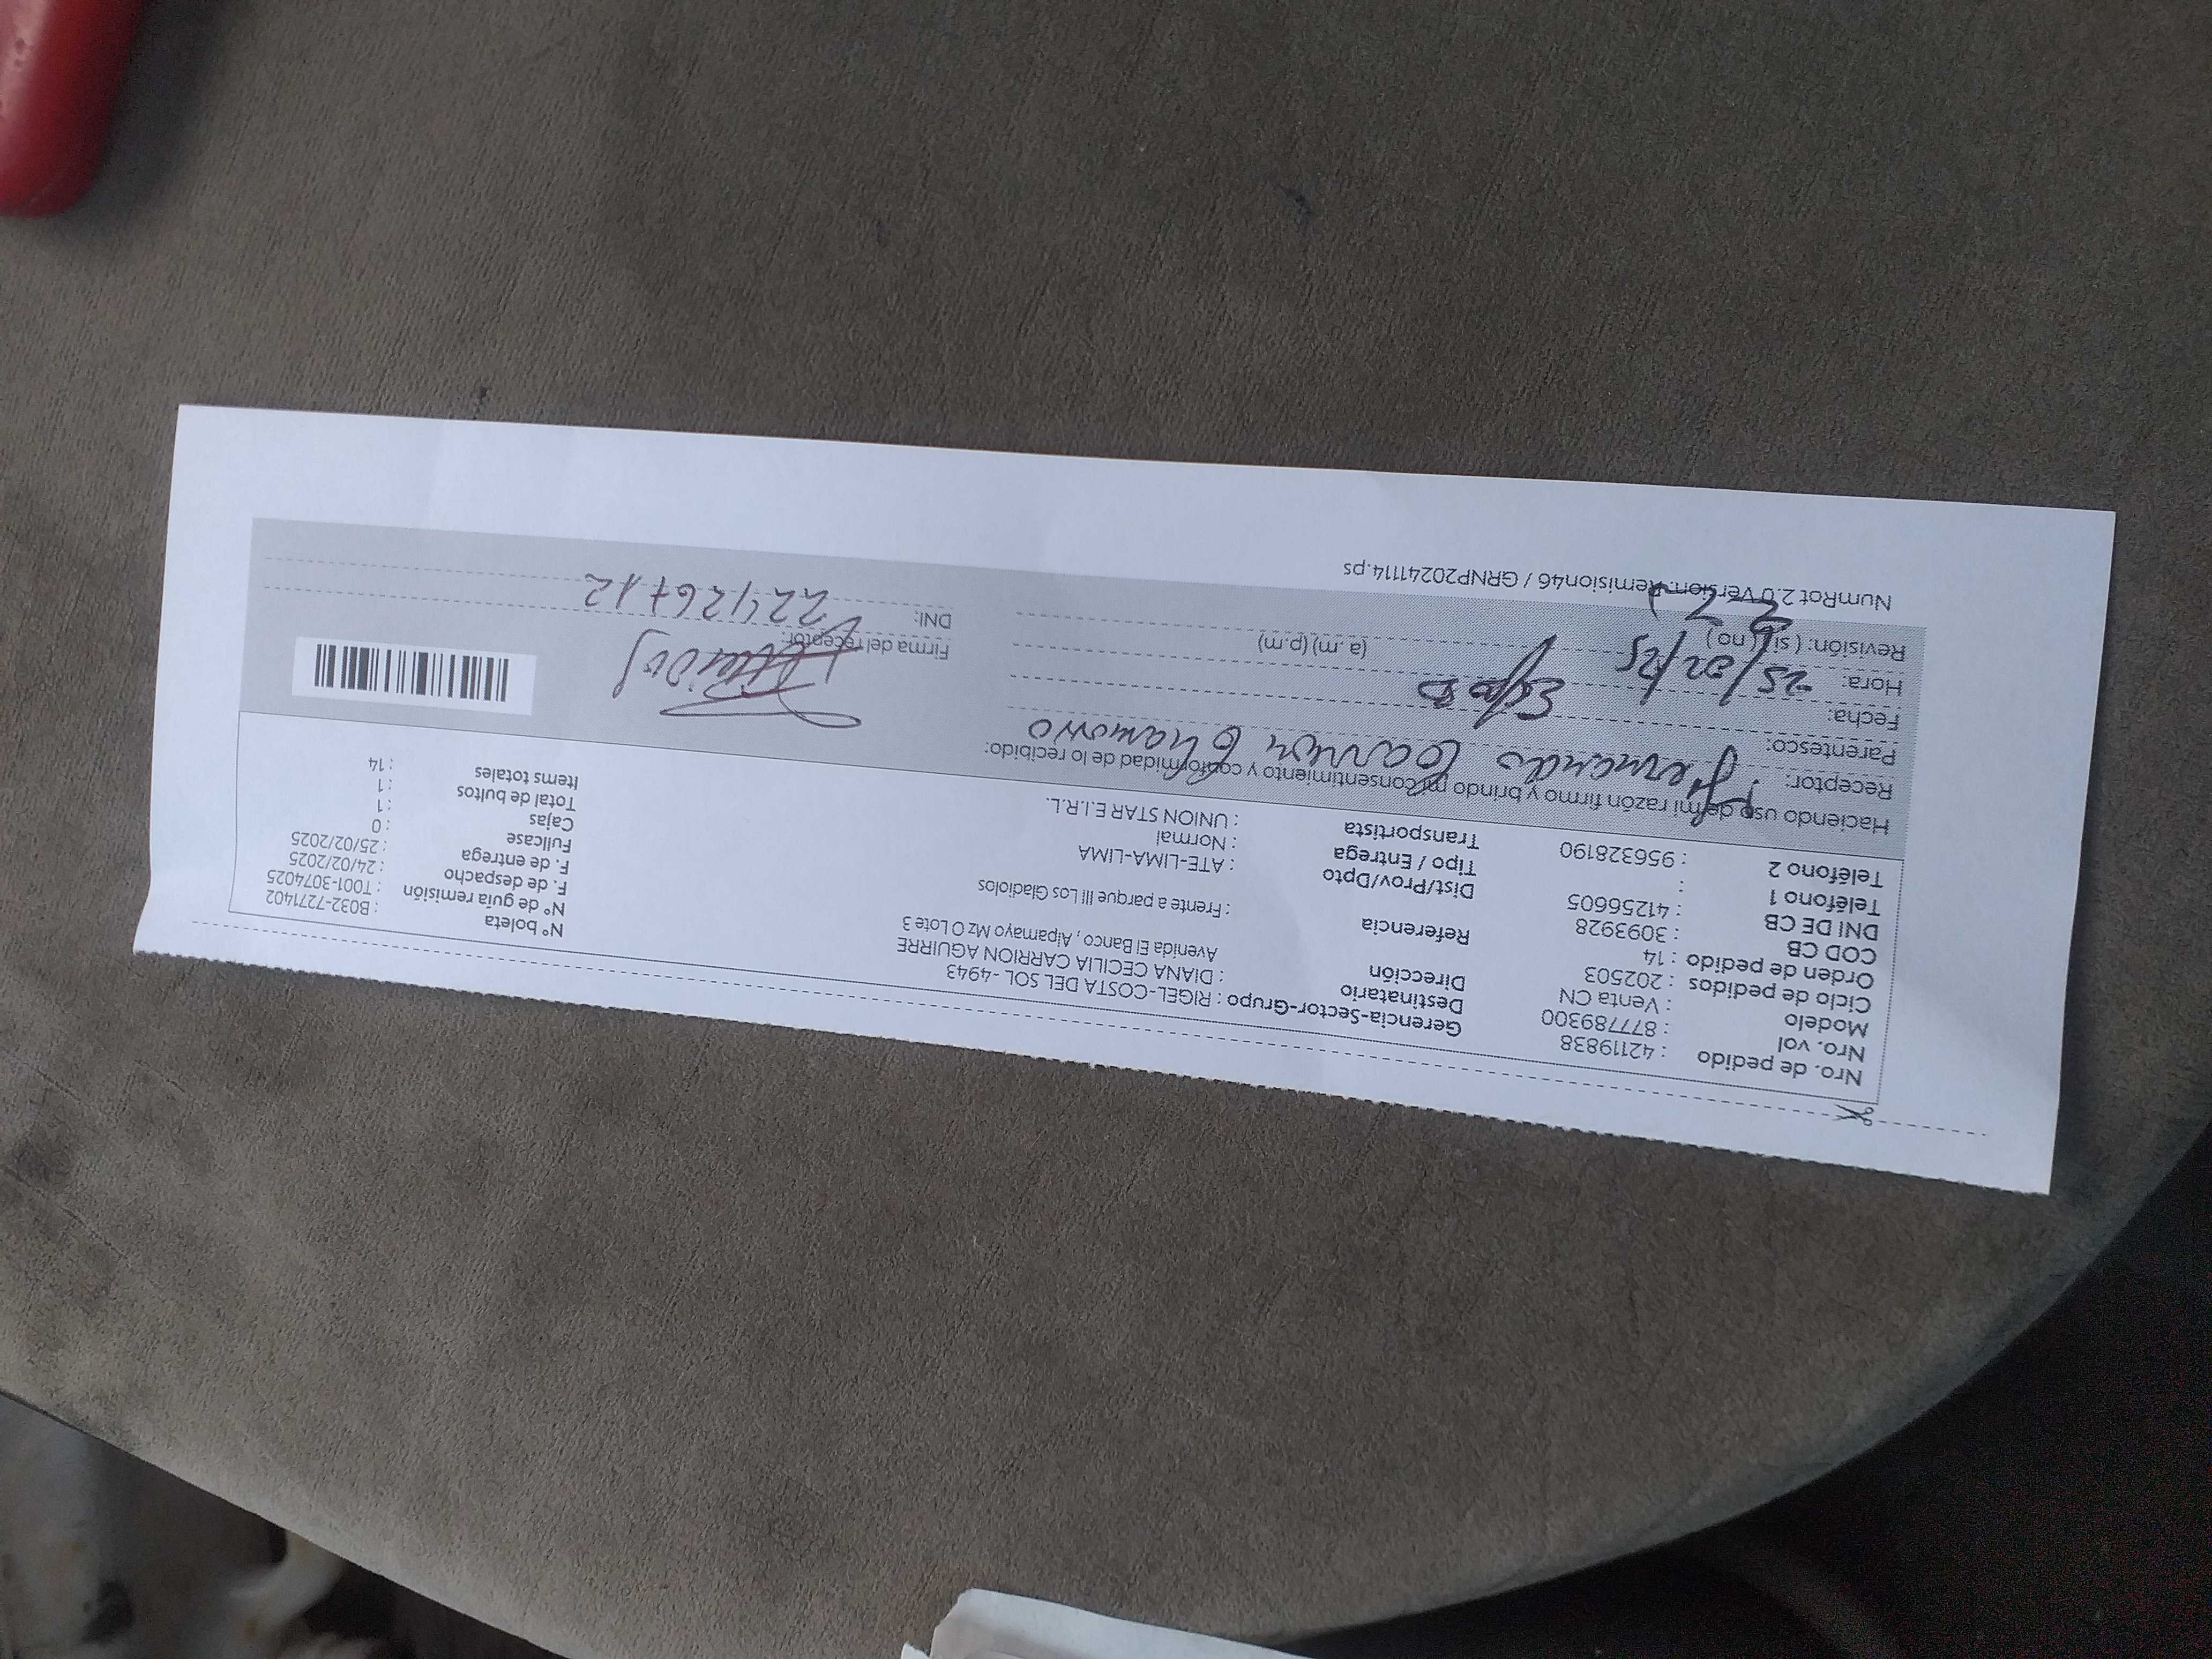 Nro. de pedido : 42119838
Nro. vol : 877789300
Modelo : Venta CN
Ciclo de pedidos : 202503
Orden de pedido : 14
COD CB : 3093928
DNI DE CB : 41256605
Teléfono 1 :
Teléfono 2 : 956328190
Gerencia-Sector-Grupo : RIGEL-COSTA DEL SOL -4943
Destinatario : DIANA CECILIA CARRION AGUIRRE
Dirección Avenida El Banco , Alpamayo Mz O Lote 3
Referencia : Frente a parque III Los Gladiolos
Dist/Prov/Dpto : ATE-LIMA-LIMA
Tipo / Entrega : Normal
Transportista : UNION STAR E.I.R.L.
N° boleta : B032-7271402
N° de guía remisión : T001-3074025
F. de despacho : 24/02/2025
F. de entrega : 25/02/2025
Fullcase : 0
Cajas : 1
Total de bultos : 1
Items totales : 14
Haciendo uso de mi razón firmo y brindo mi consentimiento y conformidad de lo recibido:
Receptor: Fernando Carrion
Parentesco: Esposo
Fecha: 25/02/25
Hora: (a.m) (p.m)
Revisión: ( si ) ( no )
Firma del receptor:
DNI:
NumRot 2.0 Version: Remision46 / GRNP20241114.ps